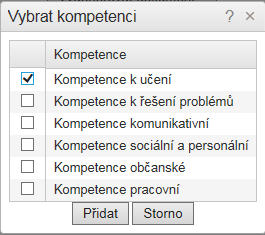 Vybrat kompetenci ? ×
Kompetence
Kompetence k učení
Kompetence k řešení problémů
Kompetence komunikativní
Kompetence sociální a personální
Kompetence občanské
Kompetence pracovní
Přidat Storno